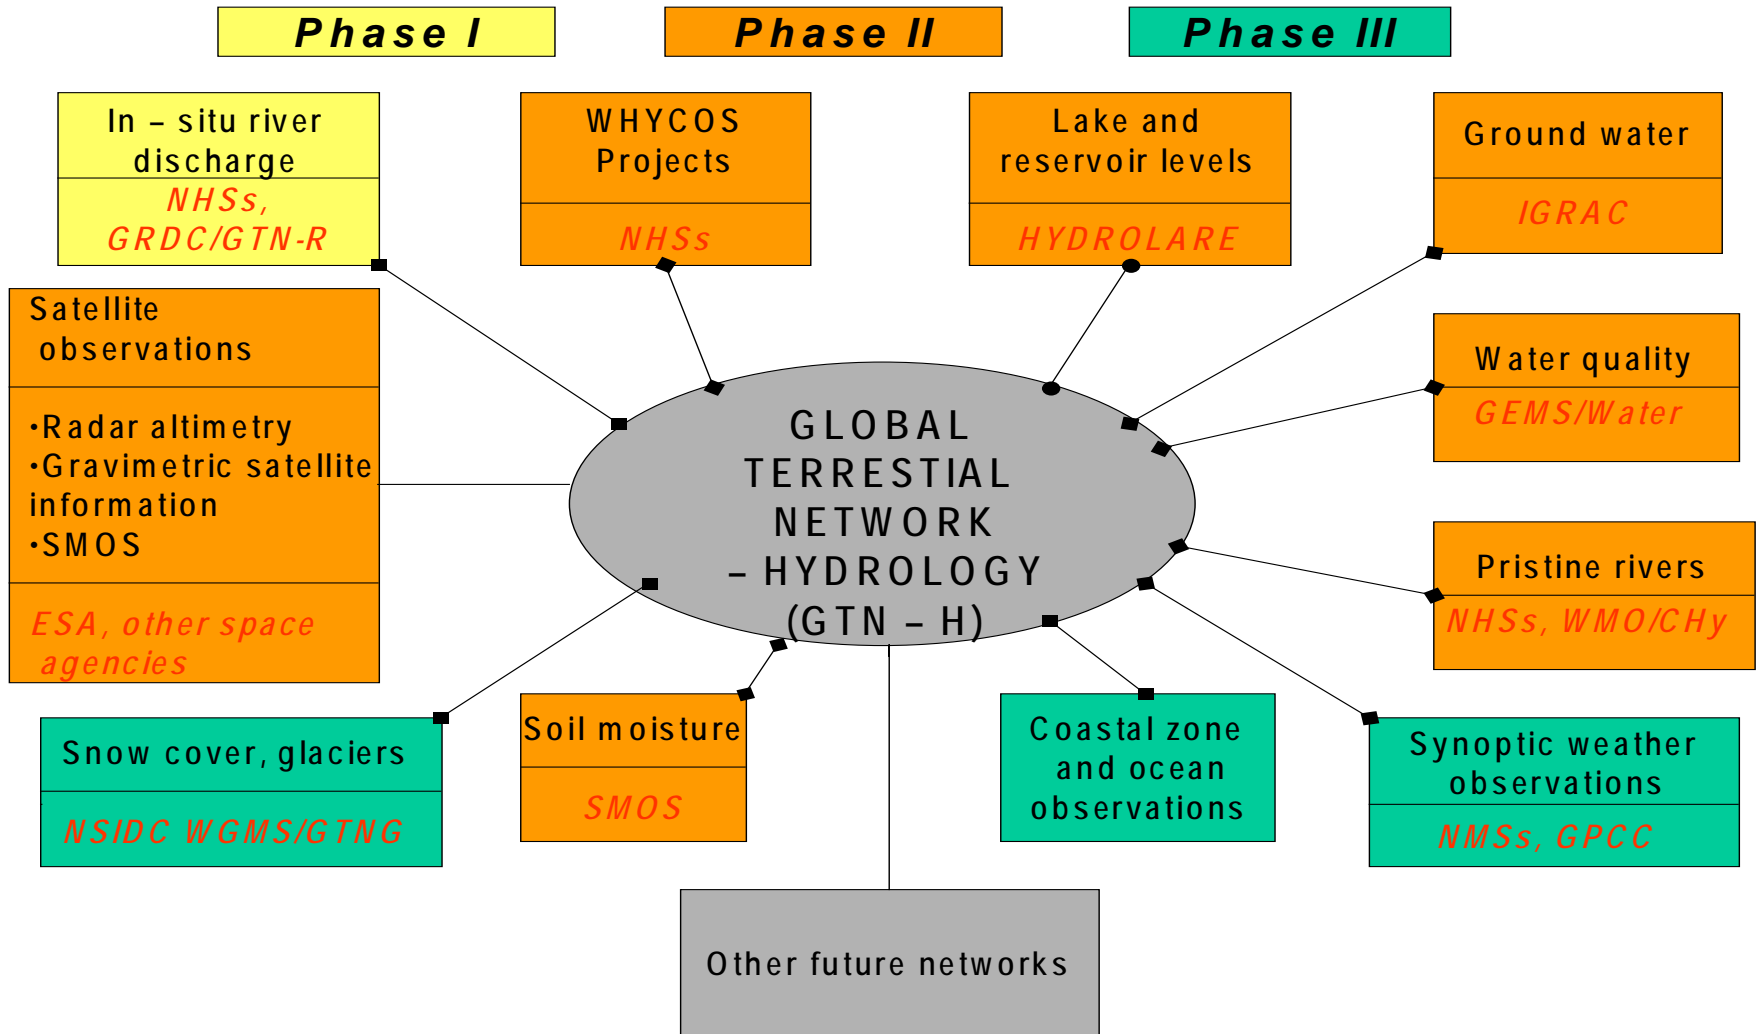 Phase I
Phase II
Phase III
In – situ river
discharge
NHSs,
GRDC/GTN-R
WHYCOS
Projects
NHSs
Lake and
reservoir levels
HYDROLARE
Ground water
IGRAC
Satellite
observations
•Radar altimetry
•Gravimetric satellite
information
•SMOS
ESA, other space
agencies
GLOBAL
TERRESTIAL
NETWORK
– HYDROLOGY
(GTN – H)
Water quality
GEMS/Water
Pristine rivers
NHSs, WMO/CHy
Snow cover, glaciers
NSIDC WGMS/GTNG
Soil moisture
SMOS
Coastal zone
and ocean
observations
Synoptic weather
observations
NMSs, GPCC
Other future networks